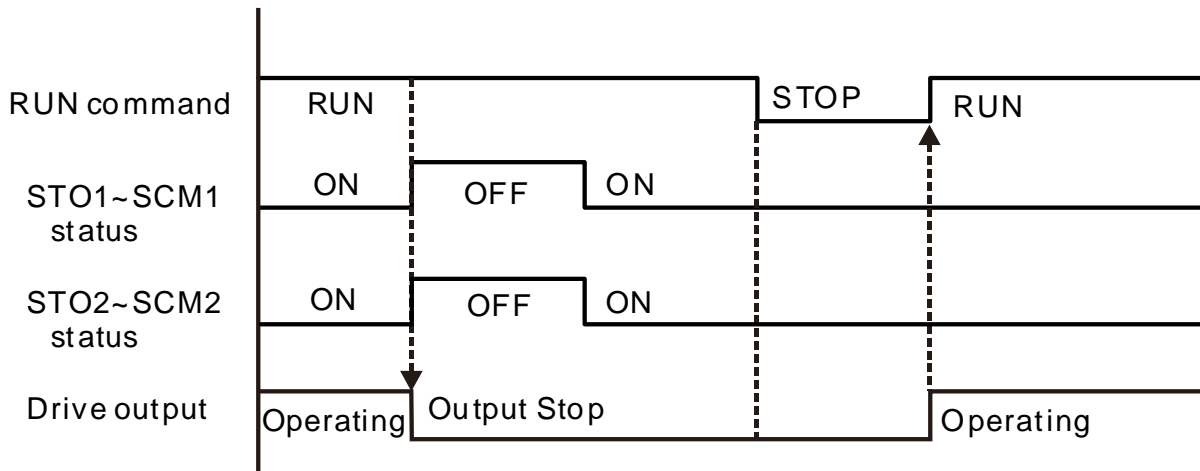 RUN command
RUN
STOP
RUN
STO1~SCM1
status
ON
OFF
ON
STO2~SCM2
status
ON
OFF
ON
Drive output
Operating
Output Stop
Operating